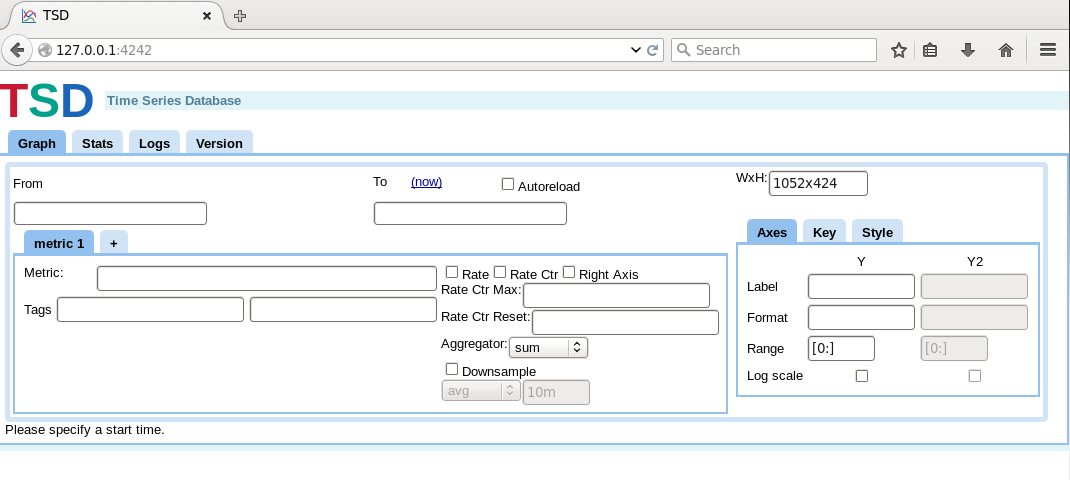 TSD
127.0.0.1:4242
Search
TSD Time Series Database
Graph Stats Logs Version
From To (now) Autoreload WxH: 1052x424
metric 1 +
Metric: Rate Rate Ctr Right Axis
Rate Ctr Max:
Tags
Rate Ctr Reset:
Aggregator: sum
Downsample
avg 10m
Axes Key Style
Y Y2
Label
Format
Range [0:] [0:]
Log scale
Please specify a start time.